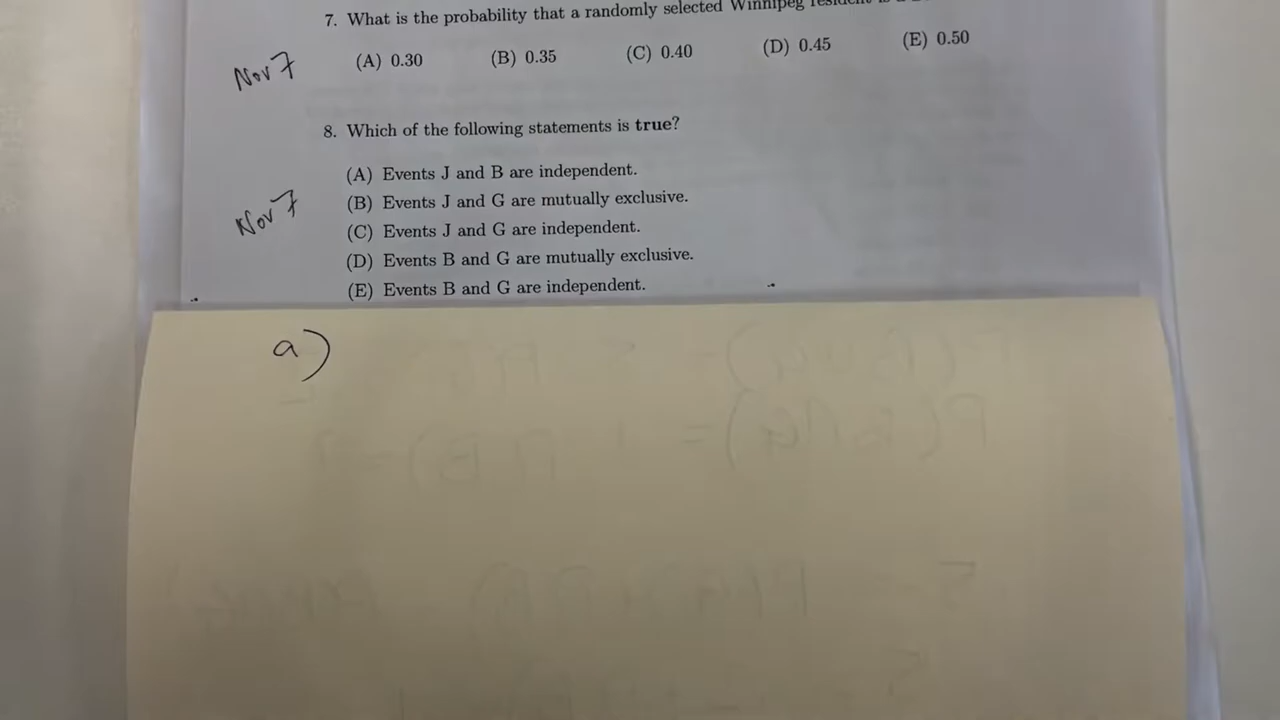 7. What is the probability that a randomly selected Winnipeg resident is a
Nov 7
(A) 0.30 (B) 0.35 (C) 0.40 (D) 0.45 (E) 0.50
8. Which of the following statements is true?
(A) Events J and B are independent.
Nov 7
(B) Events J and G are mutually exclusive.
(C) Events J and G are independent.
(D) Events B and G are mutually exclusive.
(E) Events B and G are independent.
a)